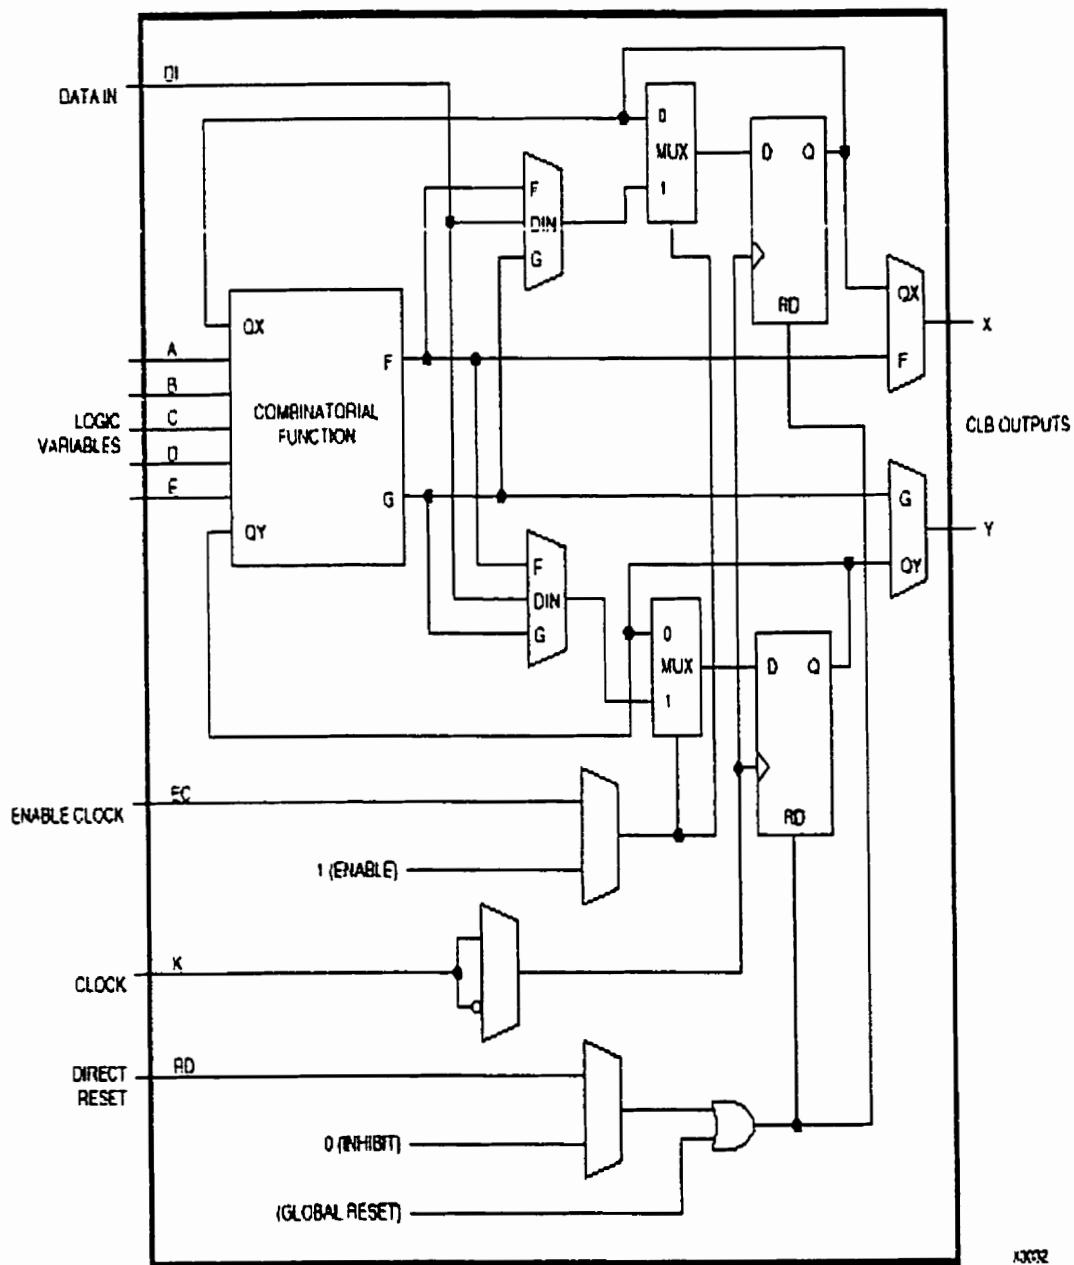 DI
DATA IN
0
MUX
1
D Q
RD
F
DIN
G
QX
F
X
QX
A
B
C
D
E
LOGIC
VARIABLES
COMBINATORIAL
FUNCTION
F
G
QY
CLB OUTPUTS
G
QY
Y
F
DIN
G
0
MUX
1
D Q
RD
EC
ENABLE CLOCK
1 (ENABLE)
K
CLOCK
RD
DIRECT
RESET
0 (INHIBIT)
(GLOBAL RESET)
X3032